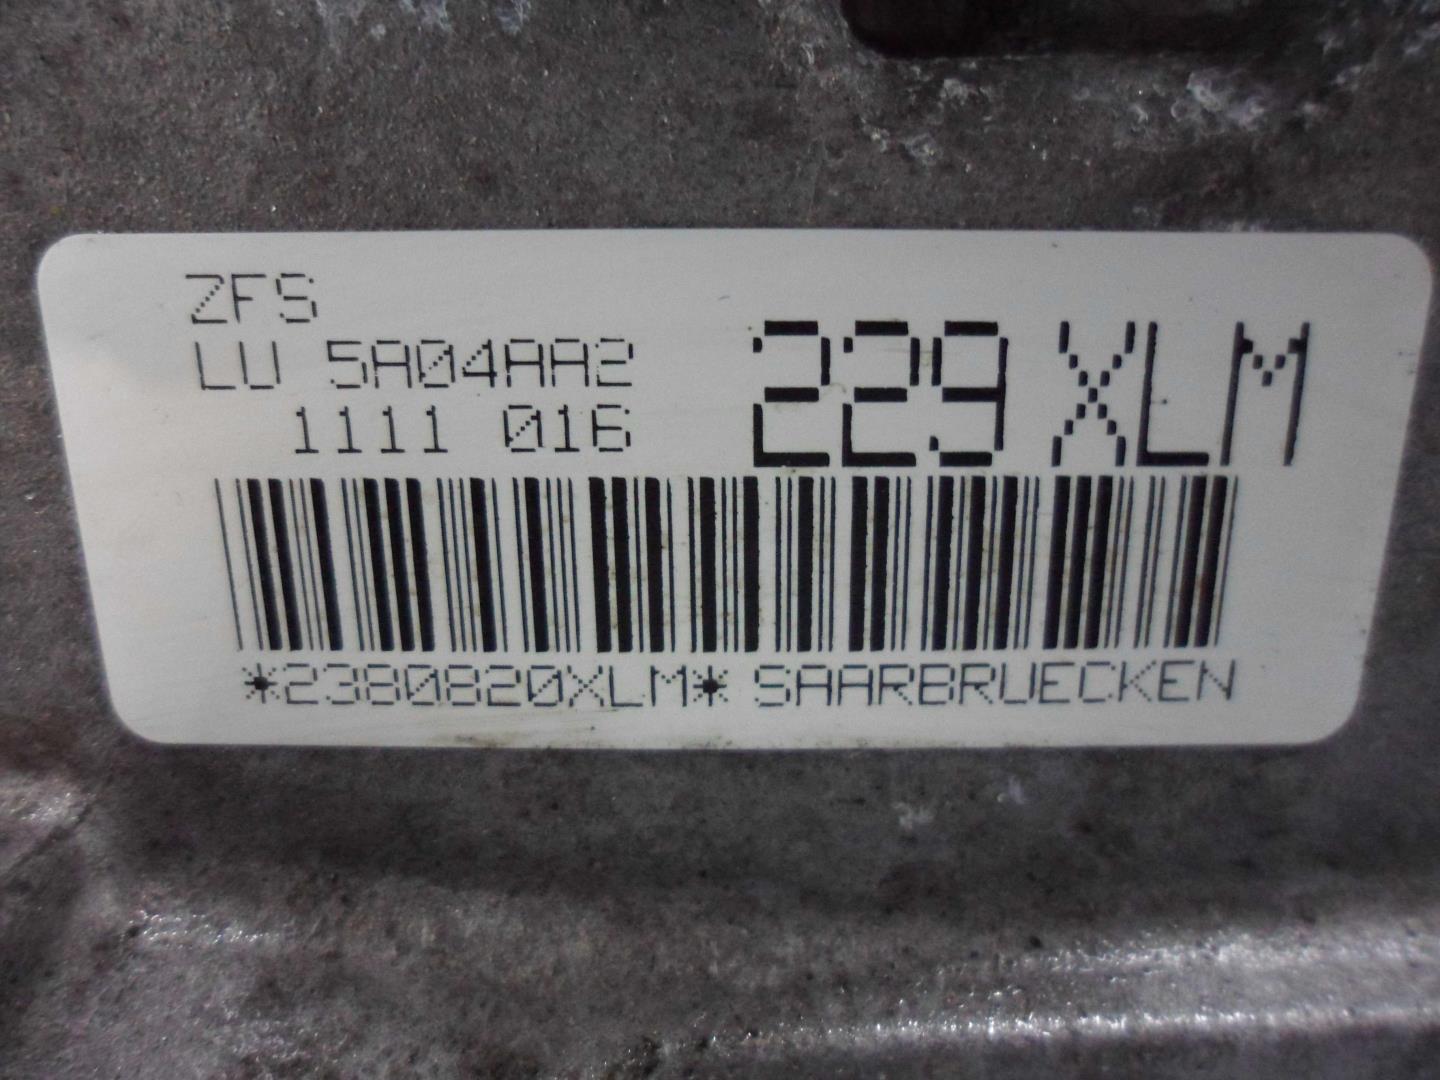 ZFS
LU 5A04AA2
1111 016
229 XLM
*2380820XLM* SAARBRUECKEN